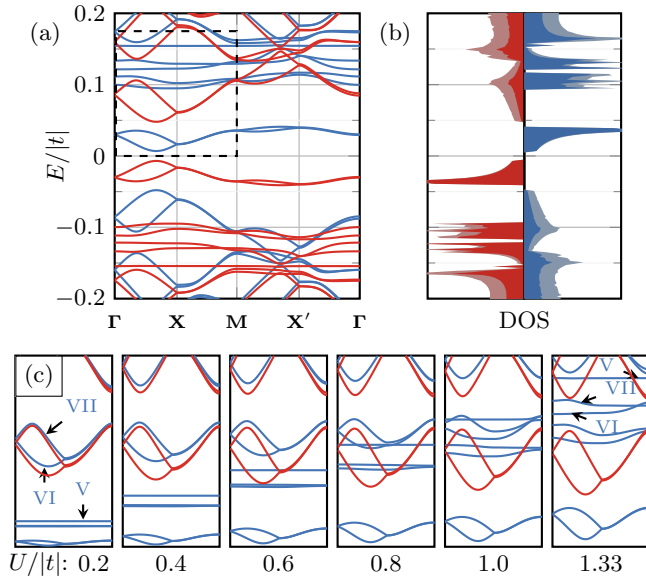 (a)
(b)
0.2
0.1
0
−0.1
−0.2
E/|t|
Γ X M X′ Γ
DOS
(c)
VII
VI
V
V
VII
VI
U/|t|: 0.2 0.4 0.6 0.8 1.0 1.33